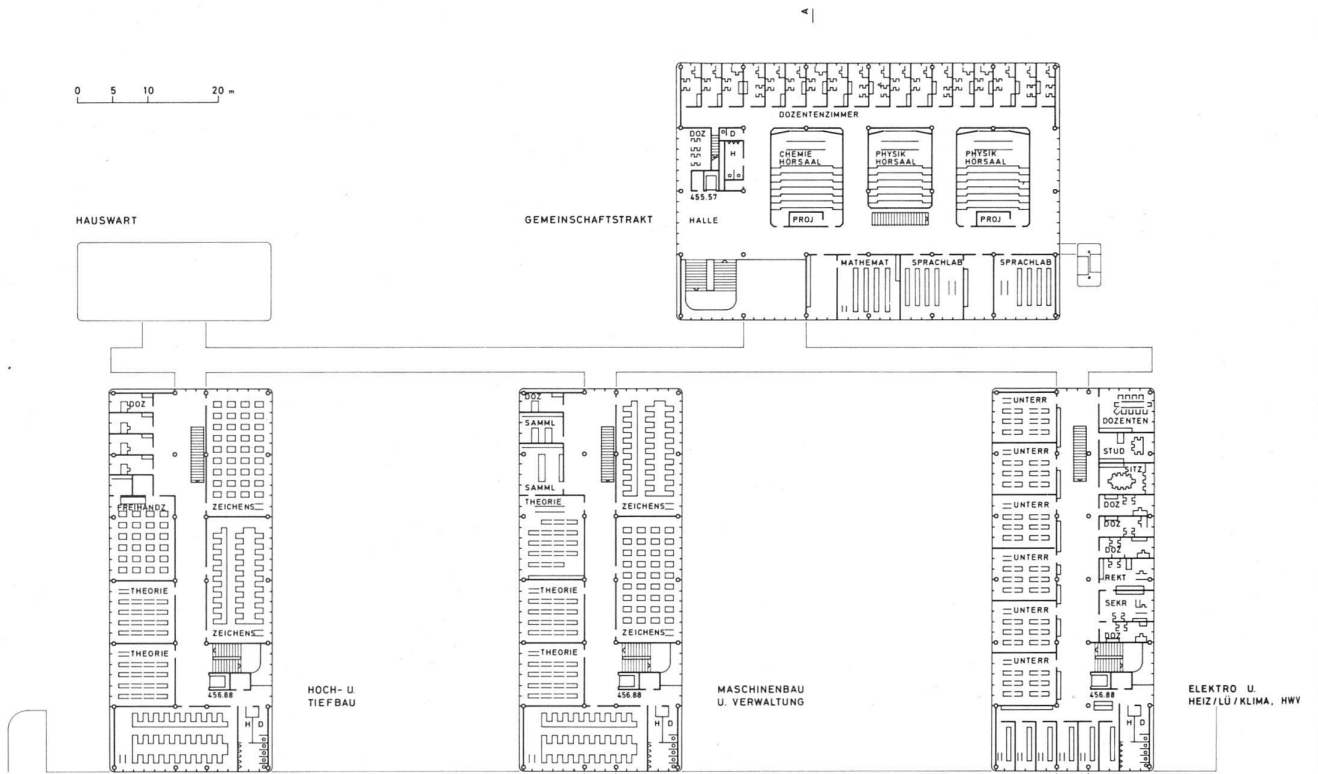 A
0 5 10 20 m
DOZENTENZIMMER
DOZ D
H
CHEMIE HÖRSAAL
PHYSIK HÖRSAAL
PHYSIK HÖRSAAL
455.57
HAUSWART
GEMEINSCHAFTSTRAKT
HALLE
PROJ
PROJ
MATHEMAT
SPRACHLAB
SPRACHLAB
DOZ
FREIHANDZ
ZEICHENS
THEORIE
ZEICHENS
THEORIE
456.88
H D
HOCH- U.
TIEFBAU
DOZ
SAMML
SAMML
THEORIE
ZEICHENS
THEORIE
ZEICHENS
THEORIE
456.88
H D
MASCHINENBAU
U. VERWALTUNG
UNTERR
DOZENTEN
UNTERR
STUD
SITZ
UNTERR
DOZ
DOZ
DOZ
UNTERR
REKT
UNTERR
SEKR
DOZ
UNTERR
456.88
H D
ELEKTRO U.
HEIZ/LÜ/KLIMA, HWV